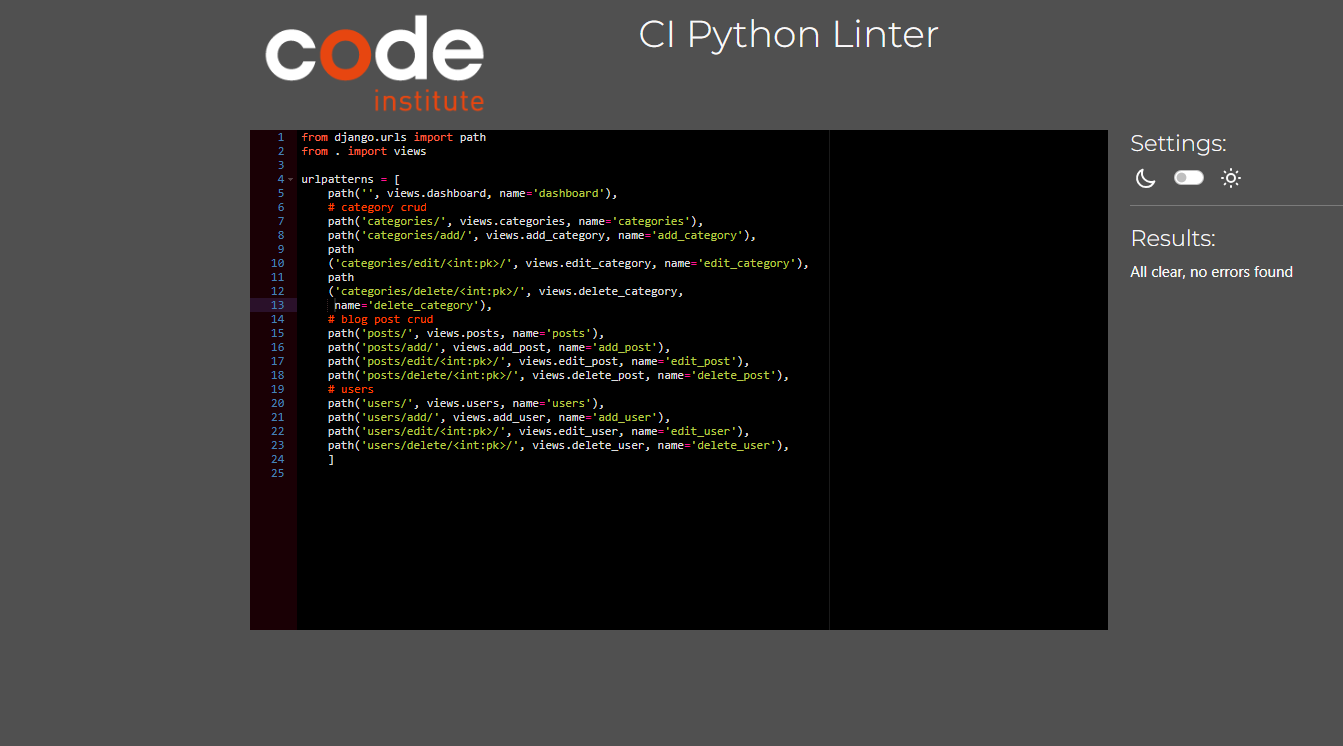 code
institute
CI Python Linter
1 from django.urls import path
2 from . import views
3
4 urlpatterns = [
5     path('', views.dashboard, name='dashboard'),
6     # category crud
7     path('categories/', views.categories, name='categories'),
8     path('categories/add/', views.add_category, name='add_category'),
9     path
10     ('categories/edit/<int:pk>/', views.edit_category, name='edit_category'),
11     path
12     ('categories/delete/<int:pk>/', views.delete_category,
13      name='delete_category'),
14     # blog post crud
15     path('posts/', views.posts, name='posts'),
16     path('posts/add/', views.add_post, name='add_post'),
17     path('posts/edit/<int:pk>/', views.edit_post, name='edit_post'),
18     path('posts/delete/<int:pk>/', views.delete_post, name='delete_post'),
19     # users
20     path('users/', views.users, name='users'),
21     path('users/add/', views.add_user, name='add_user'),
22     path('users/edit/<int:pk>/', views.edit_user, name='edit_user'),
23     path('users/delete/<int:pk>/', views.delete_user, name='delete_user'),
24     ]
25
Settings:
Results:
All clear, no errors found